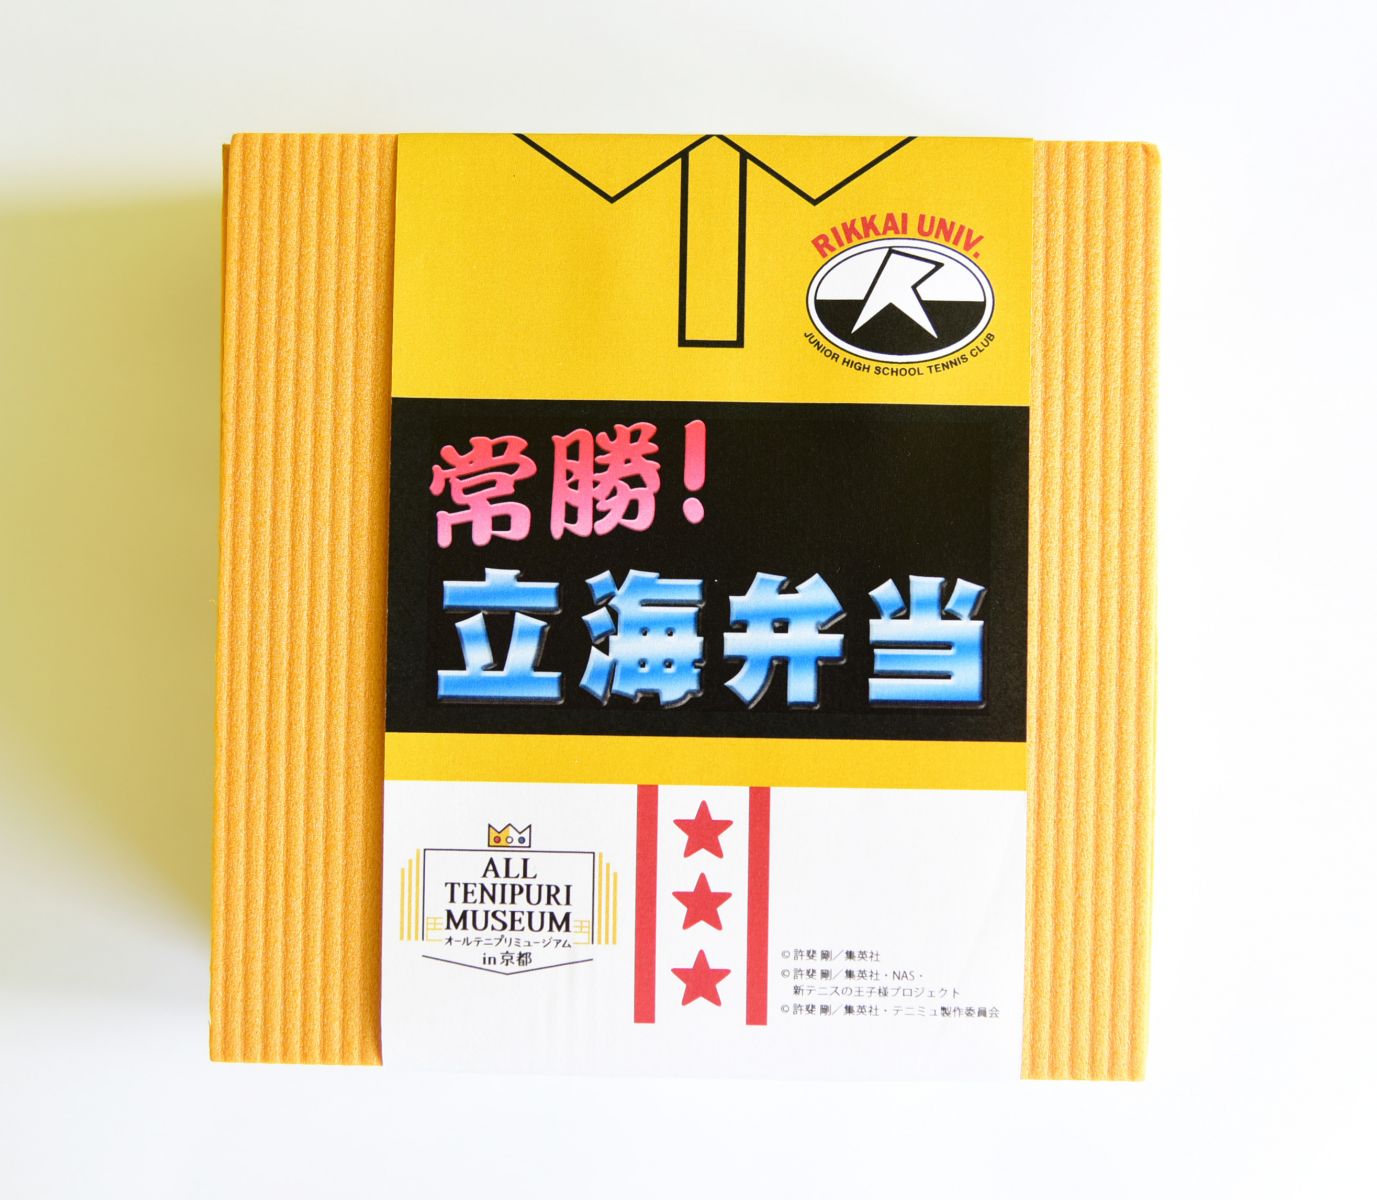 RIKKAI UNIV.
JUNIOR HIGH SCHOOL TENNIS CLUB
常勝!
立海弁当
ALL
TENIPURI
MUSEUM
オールテニプリミュージアム
in 京都
© 許斐 剛／集英社
© 許斐 剛／集英社・NAS・
新テニスの王子様プロジェクト
© 許斐 剛／集英社・テニミュ製作委員会